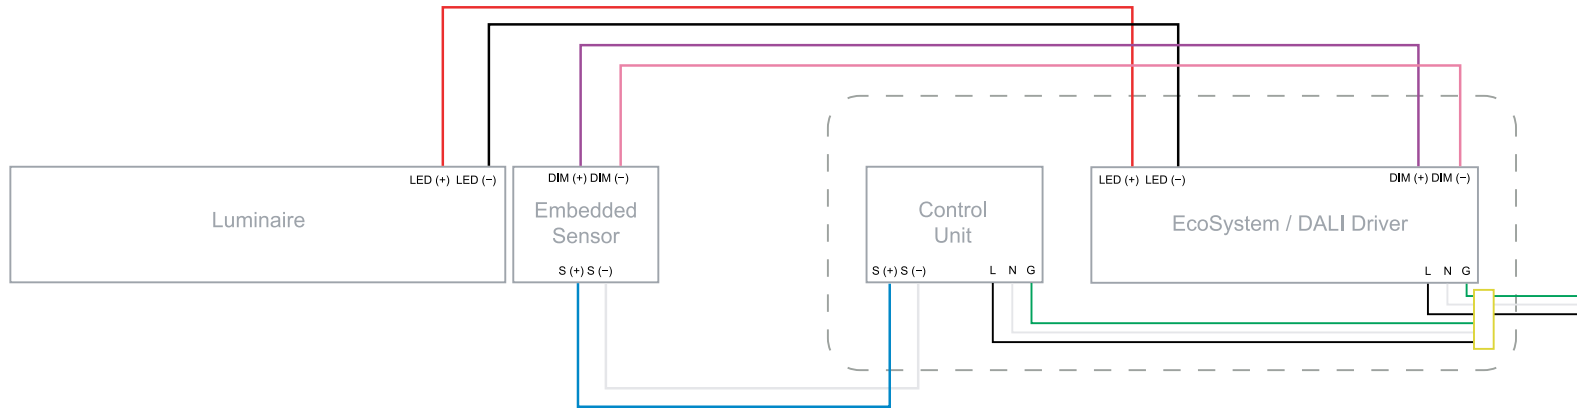 LED (+) LED (−)
Luminaire
DIM (+) DIM (−)
Embedded
Sensor
S (+) S (−)
Control
Unit
S (+) S (−)
L N G
LED (+) LED (−)
DIM (+) DIM (−)
EcoSystem / DALI Driver
L N G